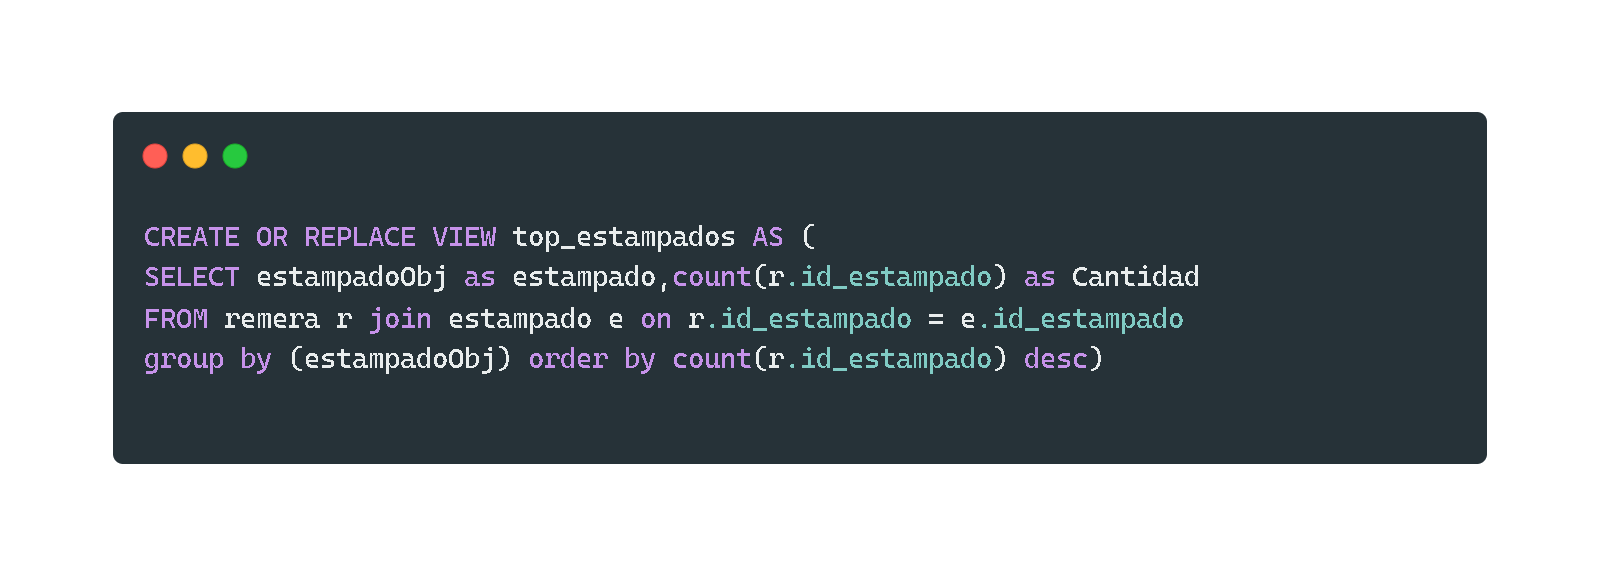 CREATE OR REPLACE VIEW top_estampados AS (
SELECT estampadoObj as estampado,count(r.id_estampado) as Cantidad
FROM remera r join estampado e on r.id_estampado = e.id_estampado
group by (estampadoObj) order by count(r.id_estampado) desc)